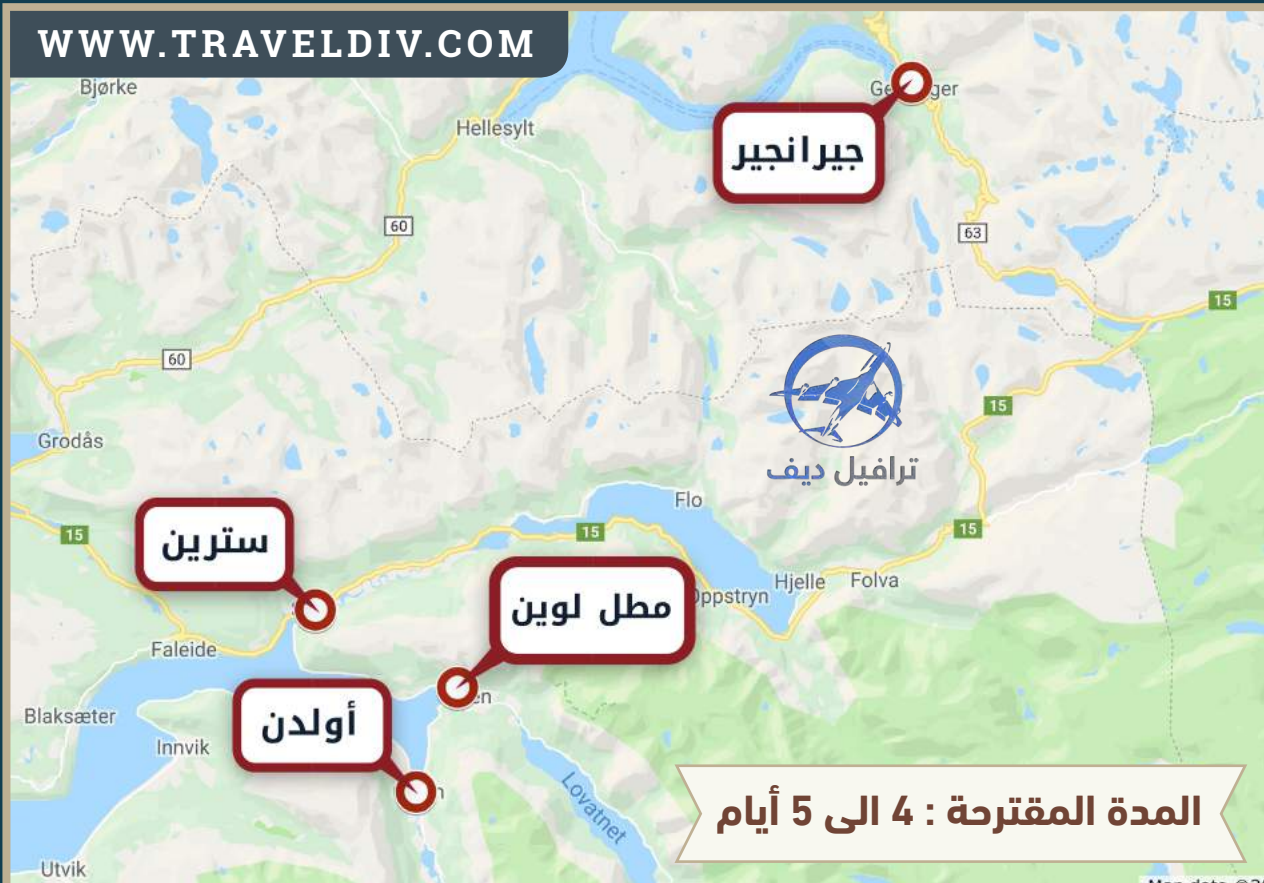 WWW.TRAVELDIV.COM
Bjørke
Hellesylt
جيرانجير
60
63
15
60
15
ترافيل ديف
Grodås
Flo
15
15
15
سترين
مطل لوين
Oppstryn
Hjelle
Folva
Faleide
أولدن
Blaksæter
Innvik
Lovatnet
المدة المقترحة : 4 الى 5 أيام
Utvik